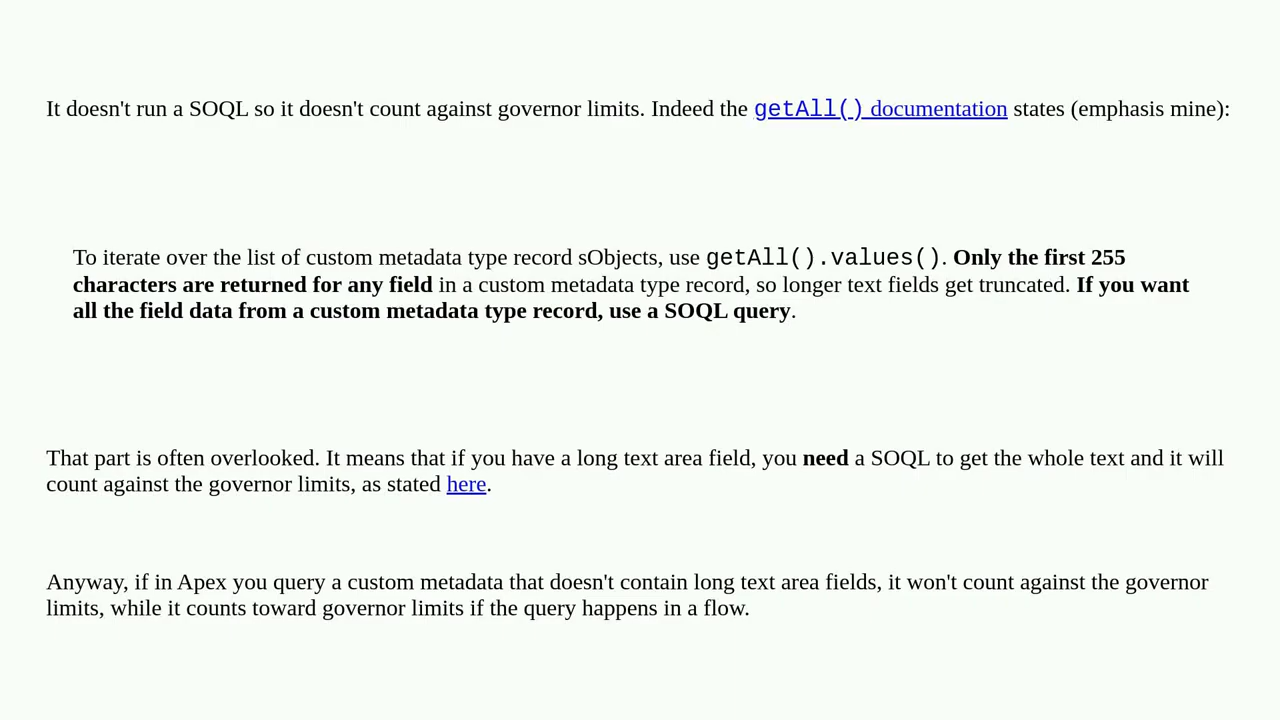 It doesn't run a SOQL so it doesn't count against governor limits. Indeed the getAll() documentation states (emphasis mine):
To iterate over the list of custom metadata type record sObjects, use getAll().values(). Only the first 255
characters are returned for any field in a custom metadata type record, so longer text fields get truncated. If you want
all the field data from a custom metadata type record, use a SOQL query.
That part is often overlooked. It means that if you have a long text area field, you need a SOQL to get the whole text and it will
count against the governor limits, as stated here.
Anyway, if in Apex you query a custom metadata that doesn't contain long text area fields, it won't count against the governor
limits, while it counts toward governor limits if the query happens in a flow.